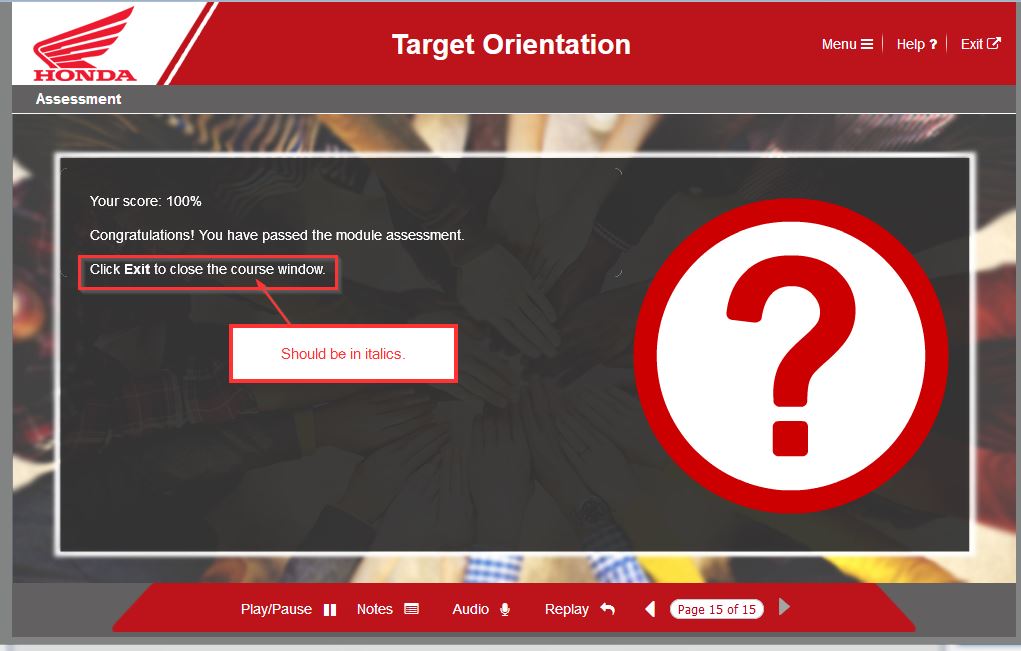 HONDA
Target Orientation
Menu
Help ?
Exit
Assessment
Your score: 100%
Congratulations! You have passed the module assessment.
Click Exit to close the course window.
Should be in italics.
?
Play/Pause
Notes
Audio
Replay
Page 15 of 15